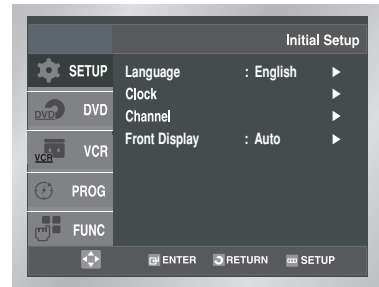 Initial Setup
SETUP
Language : English ►
Clock ►
DVD DVD
Channel ►
Front Display : Auto ►
VCR VCR
PROG
FUNC
ENTER RETURN SETUP